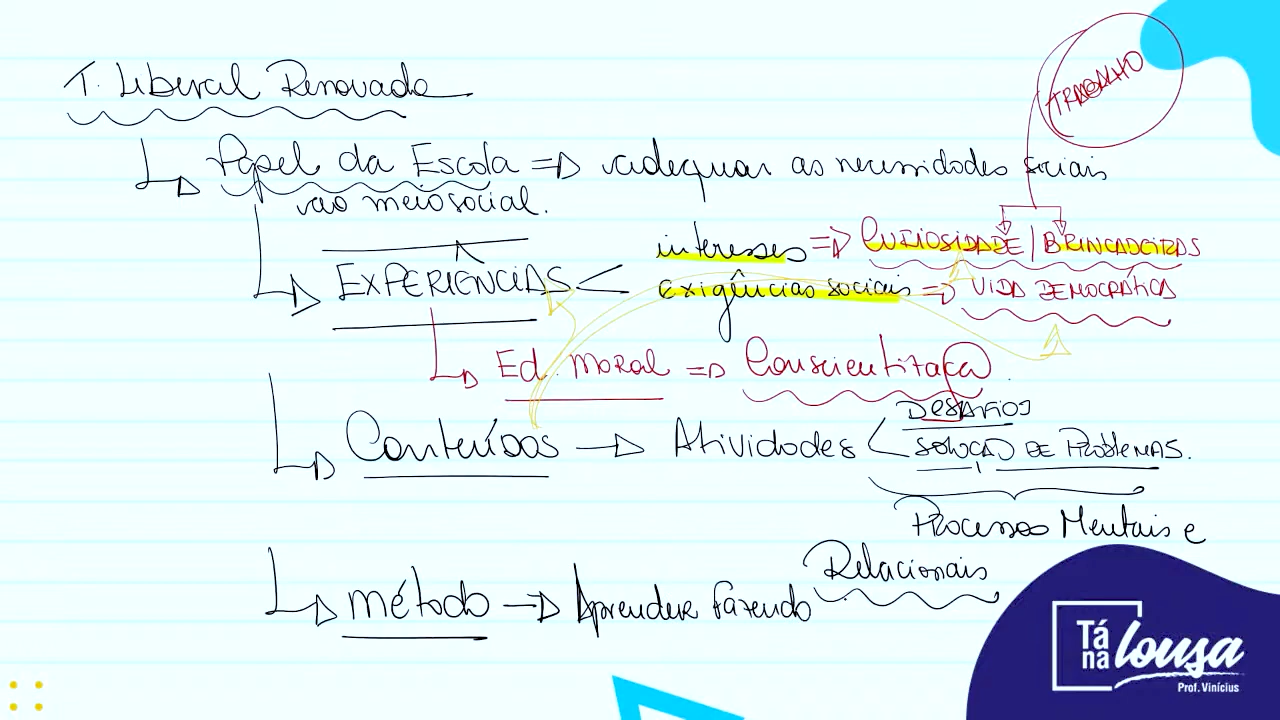 T. Liberal Renovada
TRABALHO
Papel da Escola => adequar as necessidades sociais
ao meio social.
interesses => CURIOSIDADE | BRINCADEIRAS
EXPERIENCIAS <
exigências sociais => VIDA DEMOCRÁTICA
Ed. Moral => Conscientizaça
DESAFIOS
Conteúdos -> Atividades < SOLUÇÃO DE PROBLEMAS.
Processos Mentais e
Relacionais
método -> Aprender fazendo
Tá
na lousa
Prof. Vinícius